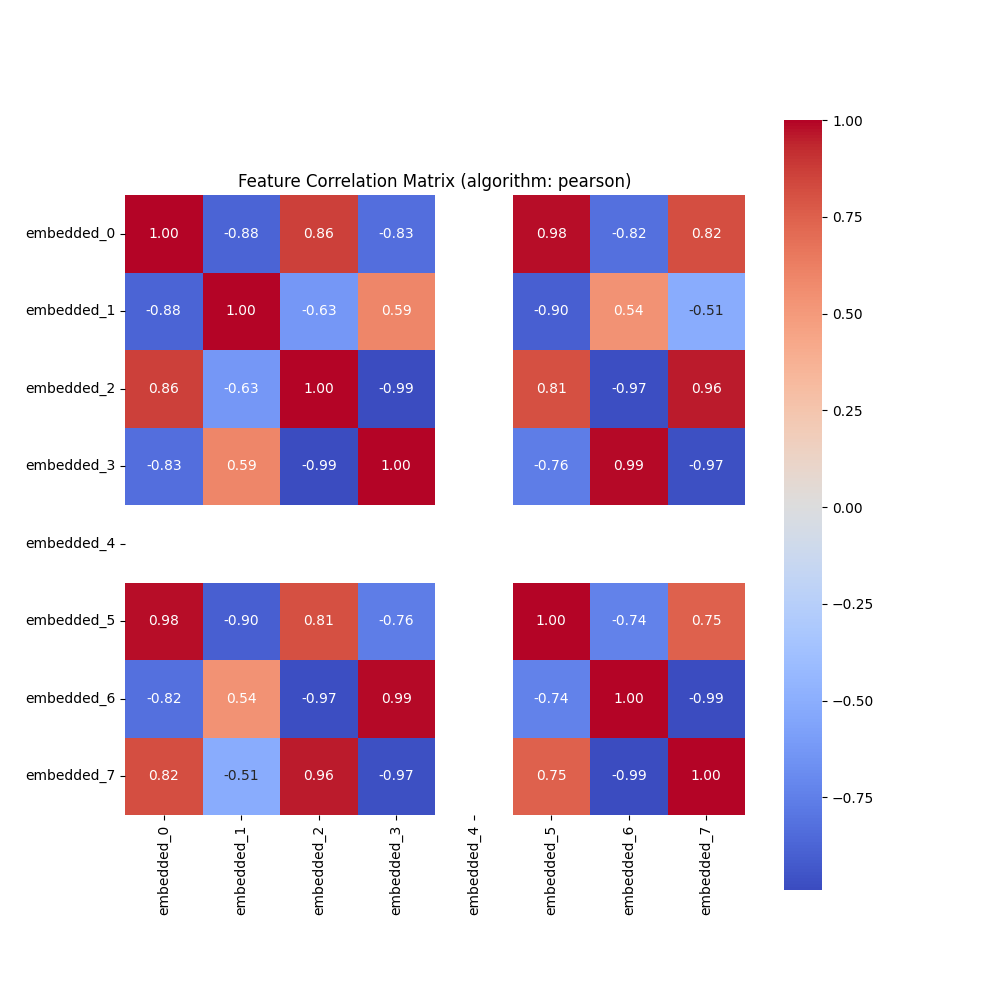 Feature Correlation Matrix (algorithm: pearson)
embedded_0 1.00 -0.88 0.86 -0.83 0.98 -0.82 0.82
embedded_1 -0.88 1.00 -0.63 0.59 -0.90 0.54 -0.51
embedded_2 0.86 -0.63 1.00 -0.99 0.81 -0.97 0.96
embedded_3 -0.83 0.59 -0.99 1.00 -0.76 0.99 -0.97
embedded_4
embedded_5 0.98 -0.90 0.81 -0.76 1.00 -0.74 0.75
embedded_6 -0.82 0.54 -0.97 0.99 -0.74 1.00 -0.99
embedded_7 0.82 -0.51 0.96 -0.97 0.75 -0.99 1.00
embedded_0
embedded_1
embedded_2
embedded_3
embedded_4
embedded_5
embedded_6
embedded_7
1.00
0.75
0.50
0.25
0.00
−0.25
−0.50
−0.75